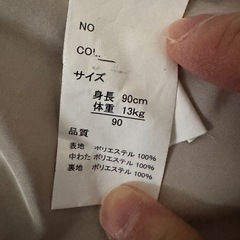 NO
COL
サイズ
身長 90cm
体重 13kg
90
品質
表地 ポリエステル 100%
中わた ポリエステル 100%
裏地 ポリエステル 100%